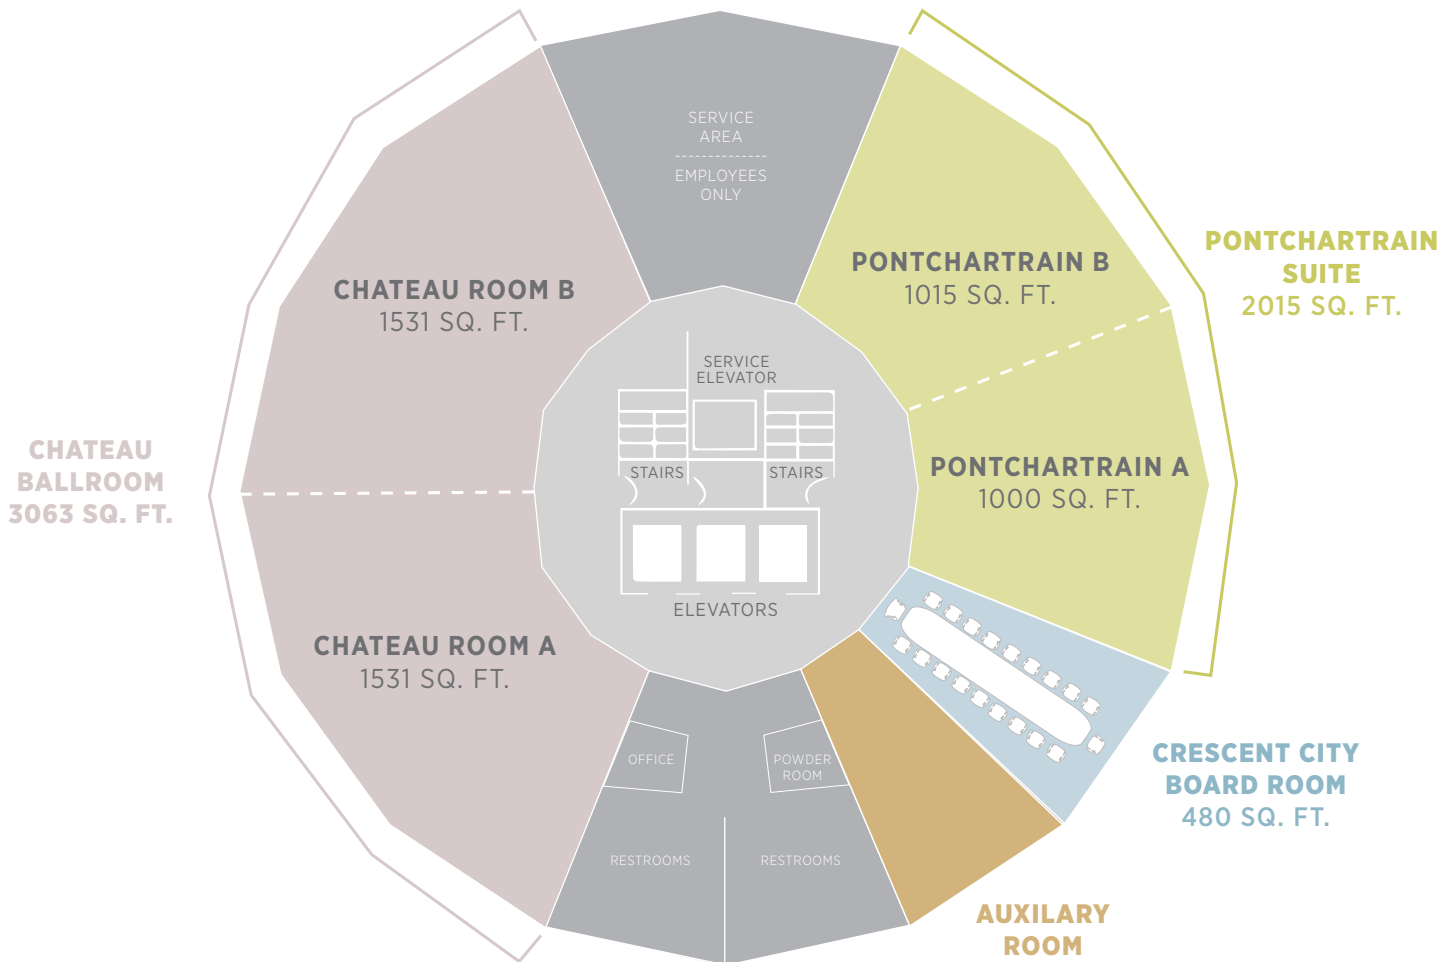 SERVICE
AREA
EMPLOYEES
ONLY
CHATEAU ROOM B
1531 SQ. FT.
PONTCHARTRAIN B
1015 SQ. FT.
PONTCHARTRAIN
SUITE
2015 SQ. FT.
SERVICE
ELEVATOR
STAIRS
STAIRS
ELEVATORS
CHATEAU
BALLROOM
3063 SQ. FT.
PONTCHARTRAIN A
1000 SQ. FT.
CHATEAU ROOM A
1531 SQ. FT.
OFFICE
POWDER
ROOM
RESTROOMS
RESTROOMS
CRESCENT CITY
BOARD ROOM
480 SQ. FT.
AUXILARY
ROOM